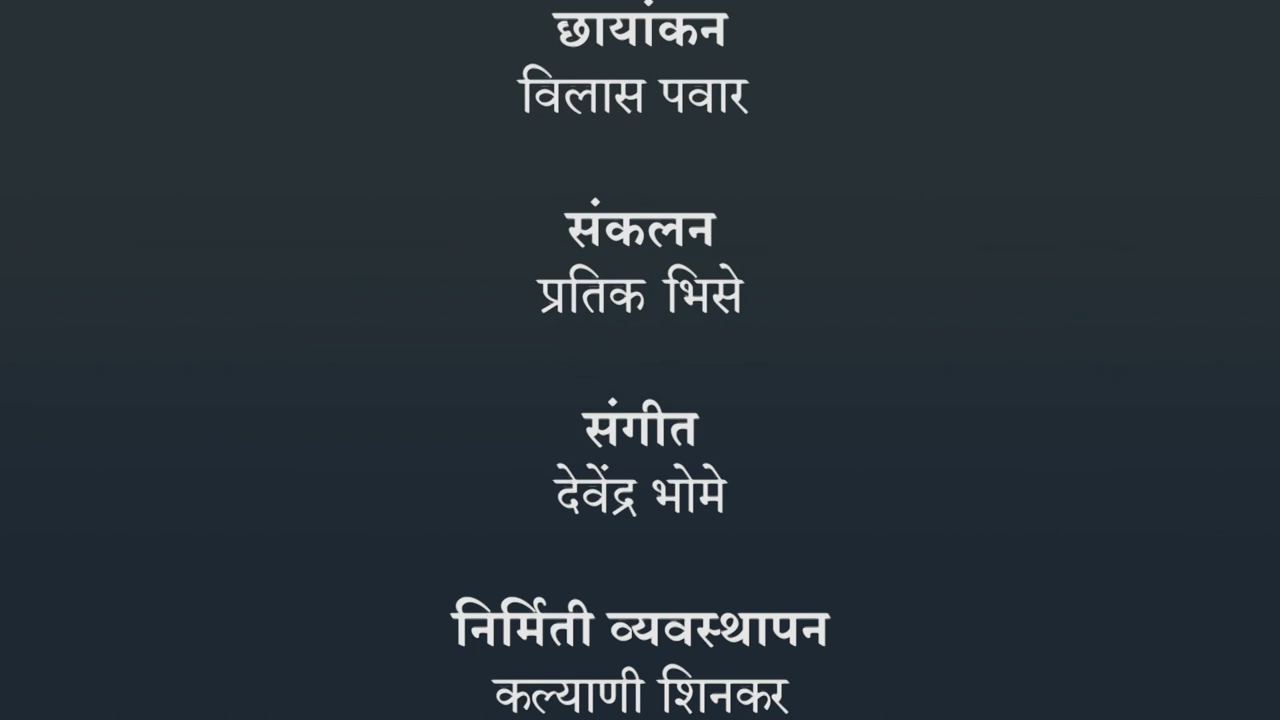 छायांकन
विलास पवार
संकलन
प्रतिक भिसे
संगीत
देवेंद्र भोमे
निर्मिती व्यवस्थापन
कल्याणी शिनकर